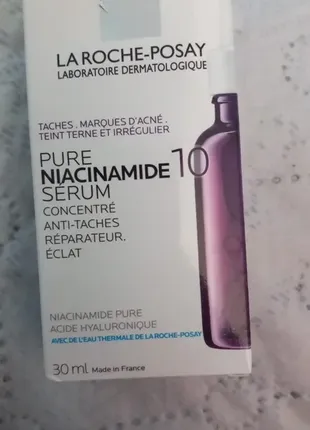 LA ROCHE-POSAY
LABORATOIRE DERMATOLOGIQUE
TACHES . MARQUES D'ACNÉ .
TEINT TERNE ET IRRÉGULIER
PURE
NIACINAMIDE 10
SÉRUM
CONCENTRÉ
ANTI-TACHES
RÉPARATEUR.
ÉCLAT
NIACINAMIDE PURE
ACIDE HYALURONIQUE
AVEC DE L'EAU THERMALE DE LA ROCHE-POSAY
30 ml Made in France